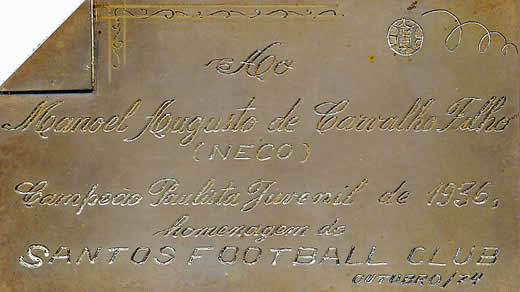 Ao
Manoel Augusto de Carvalho Filho
(NECO)
Campeão Paulista Juvenil de 1936,
homenagem do
SANTOS FOOTBALL CLUB
OUTUBRO/74